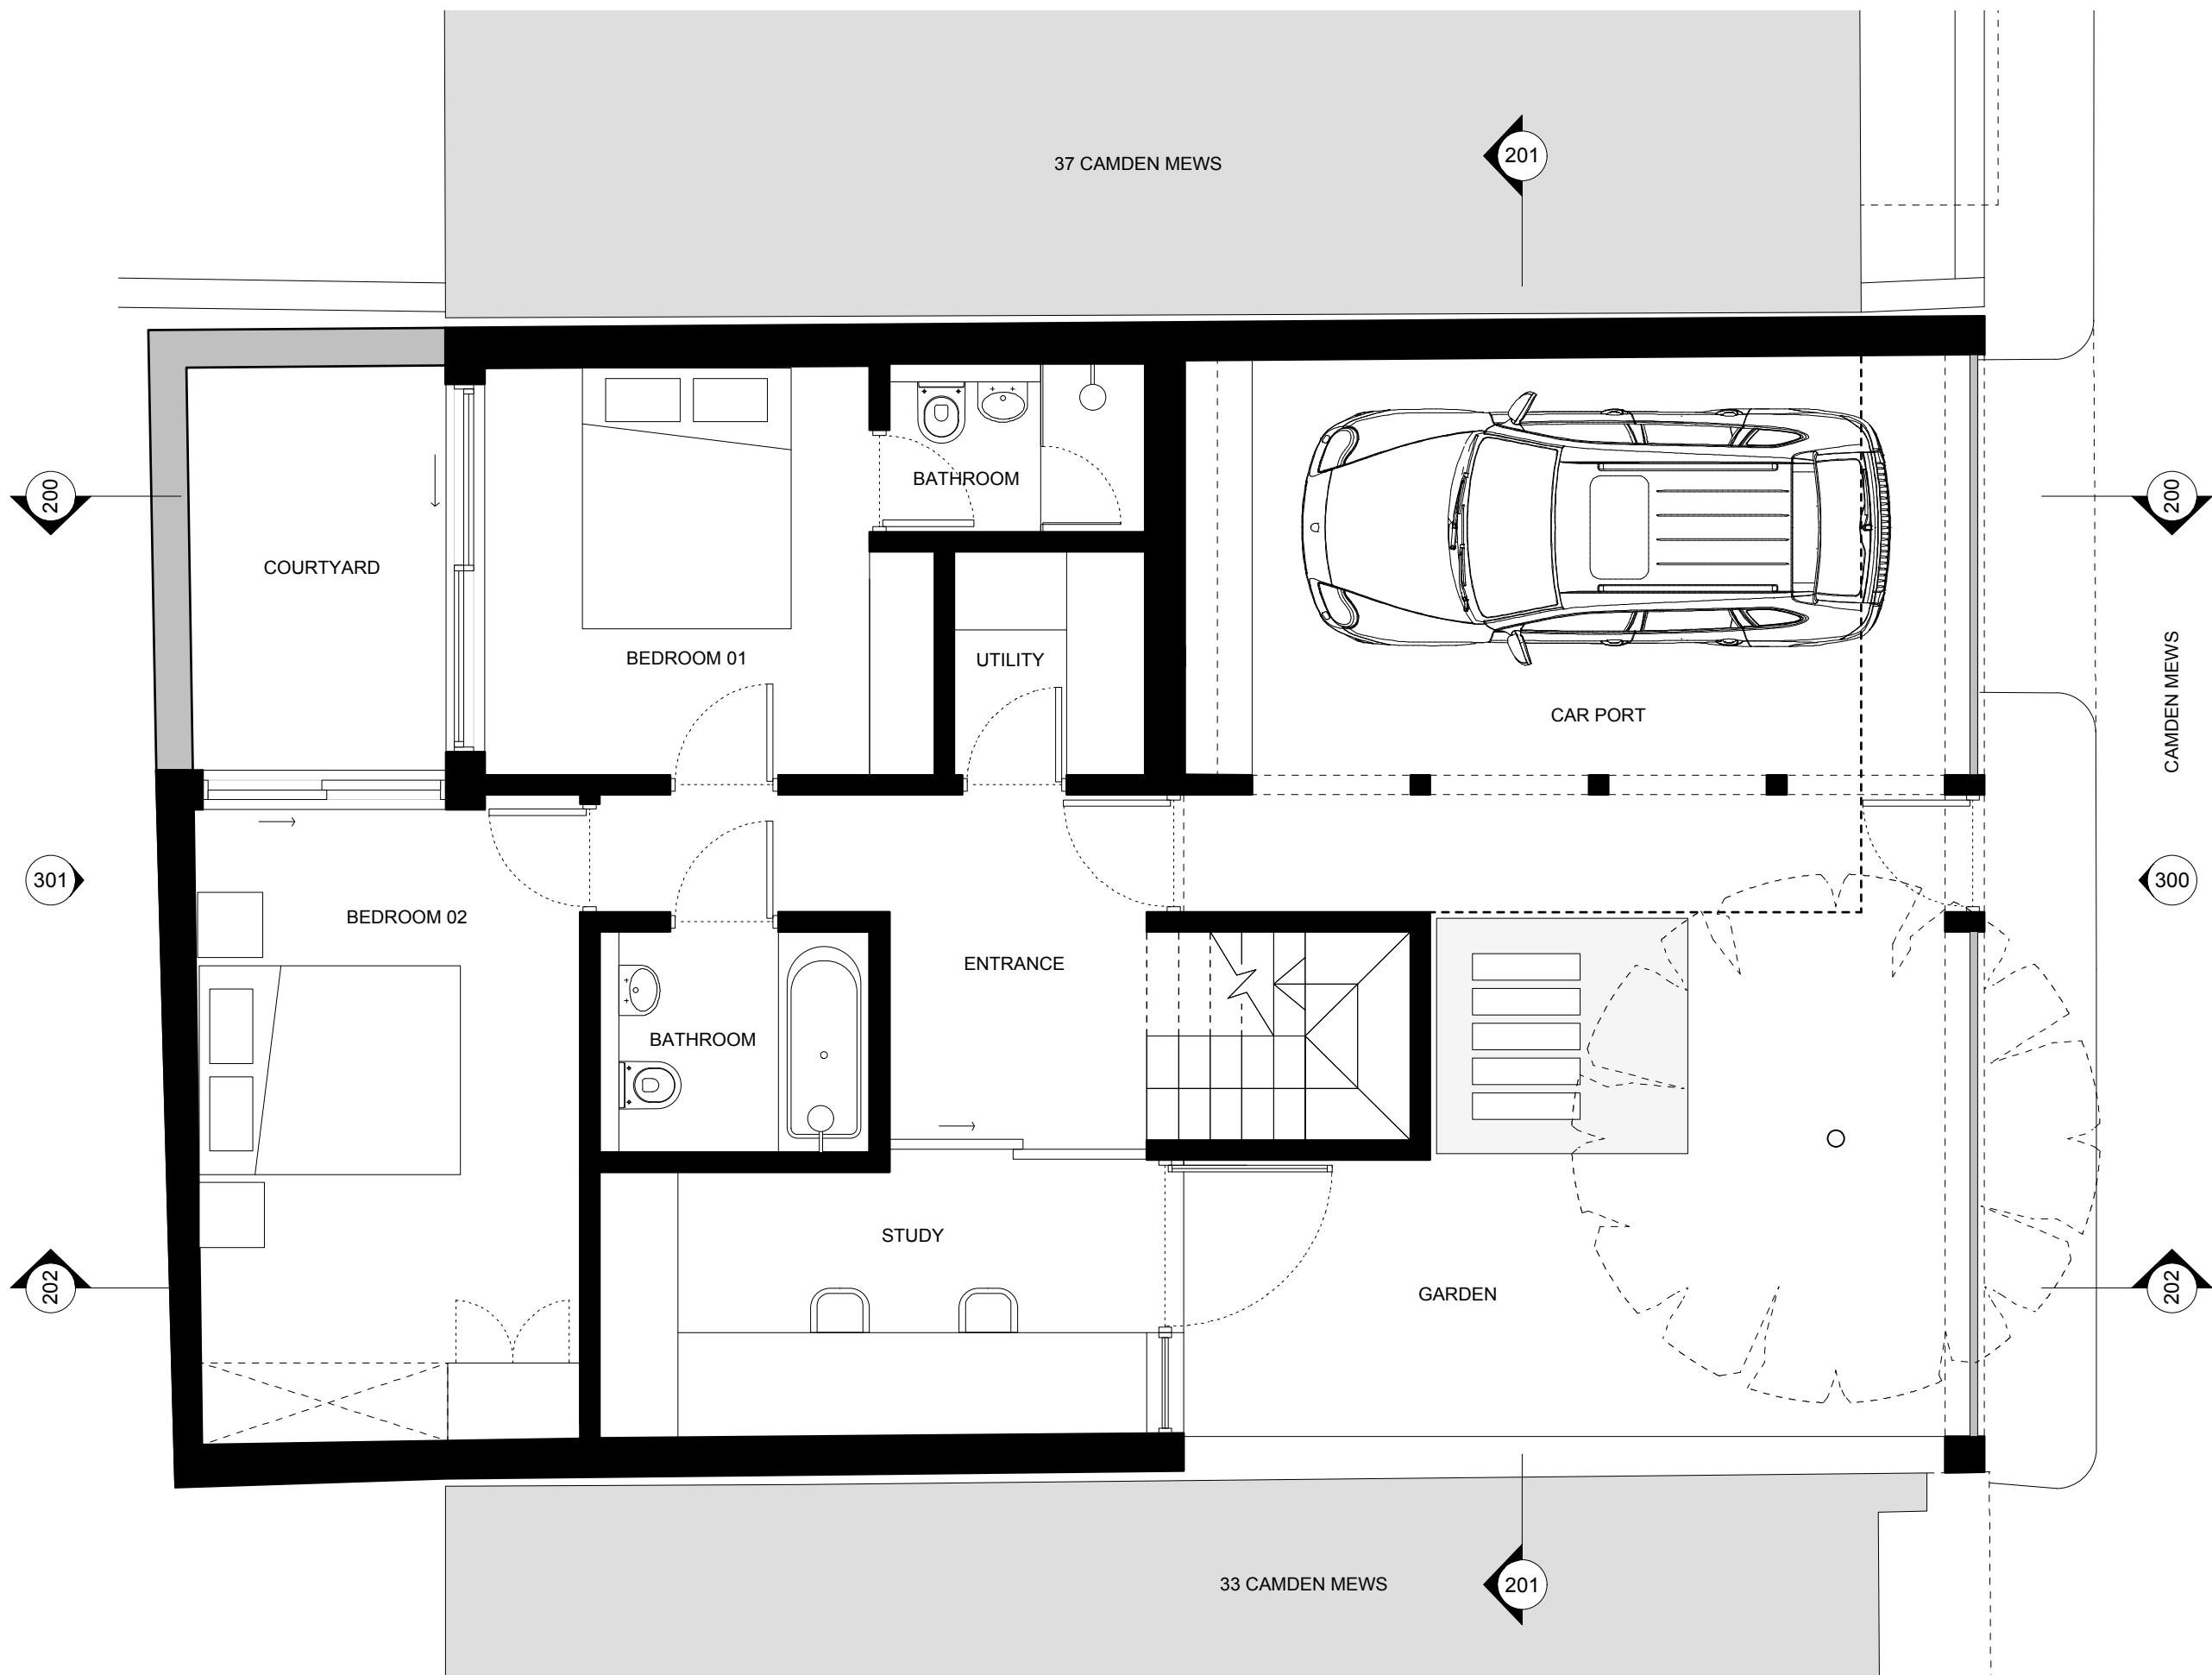 37 CAMDEN MEWS
201
200
200
BATHROOM
COURTYARD
BEDROOM 01
UTILITY
CAR PORT
CAMDEN MEWS
301
300
BEDROOM 02
ENTRANCE
BATHROOM
STUDY
GARDEN
202
202
33 CAMDEN MEWS
201